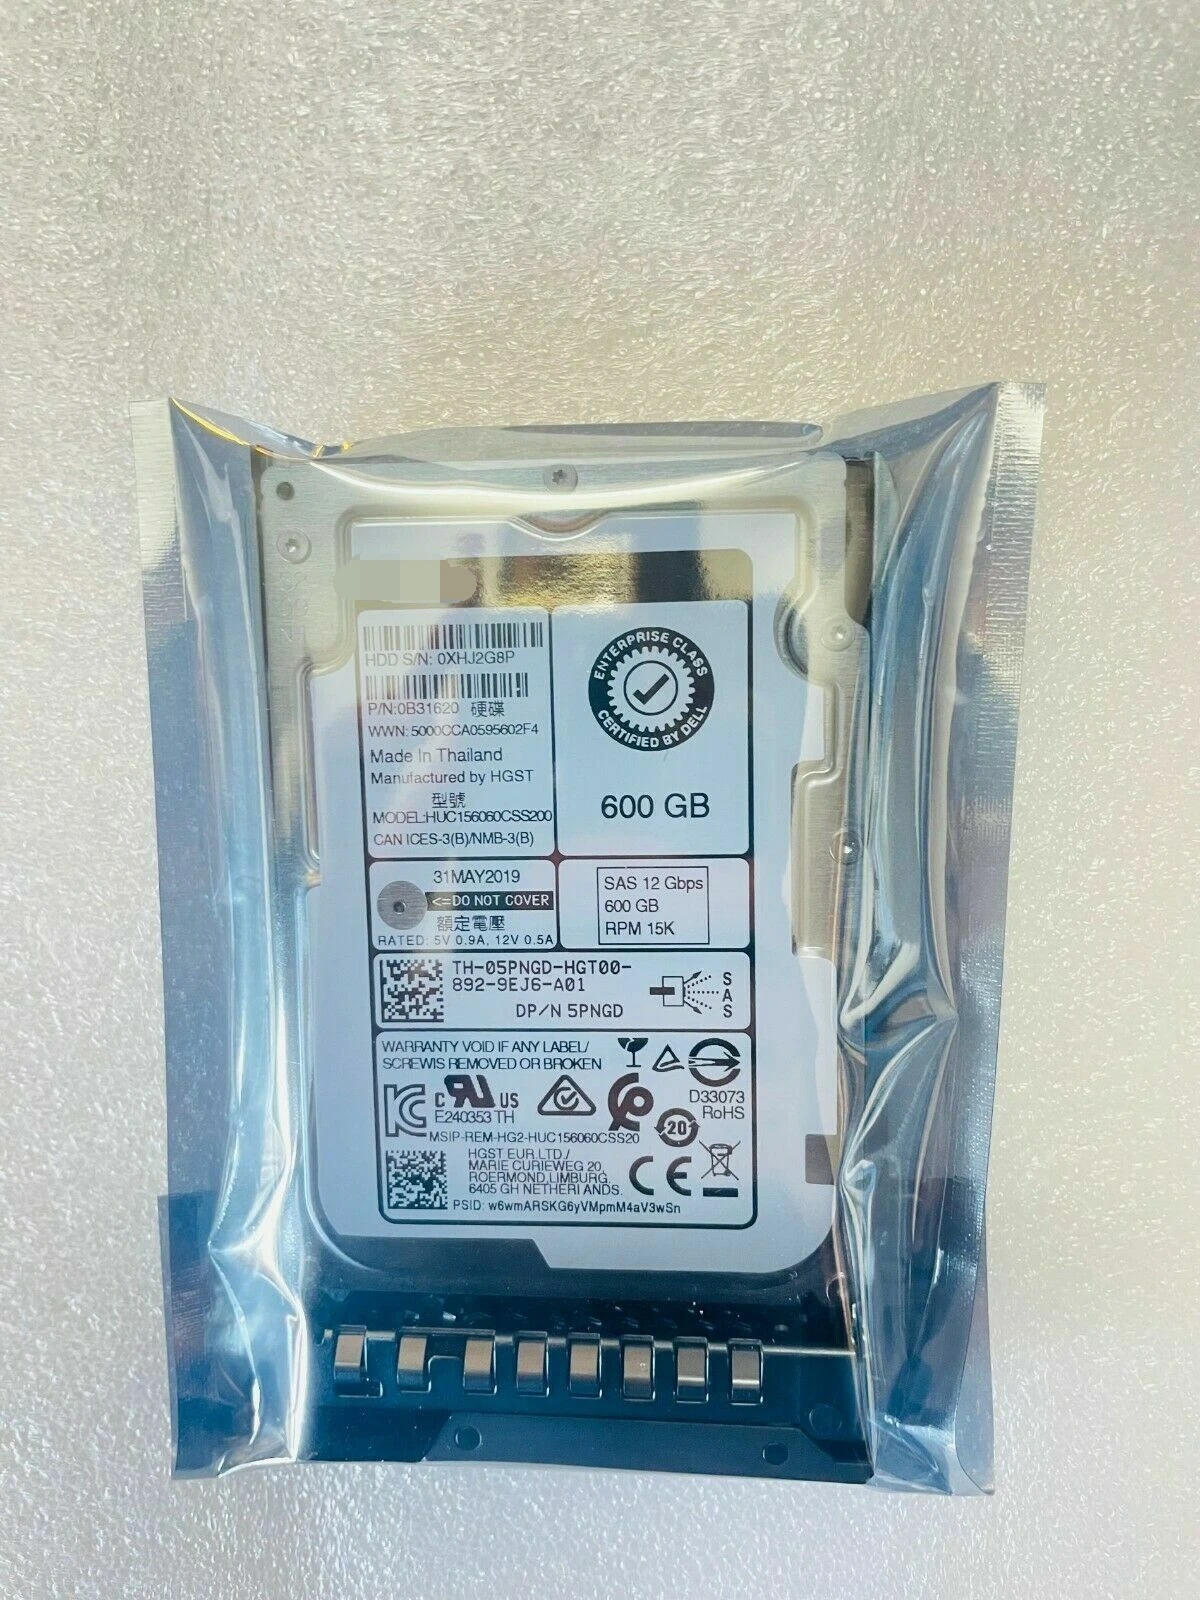 HDD S/N: 0XHJ2G8P
P/N:0B31620 硬碟
WWN: 5000CCA0595602F4
Made In Thailand
Manufactured by HGST
型號
MODEL:HUC156060CSS200
CAN ICES-3(B)/NMB-3(B)
ENTERPRISE CLASS
CERTIFIED BY DELL
600 GB
31MAY2019
<=DO NOT COVER
額定電壓
RATED: 5V 0.9A, 12V 0.5A
SAS 12 Gbps
600 GB
RPM 15K
TH-05PNGD-HGT00-
892-9EJ6-A01
DP/N 5PNGD
SAS
WARRANTY VOID IF ANY LABEL/
SCREW IS REMOVED OR BROKEN
C US
E240353 TH
D33073
RoHS
20
MSIP-REM-HG2-HUC156060CSS20
HGST EUR.LTD./
MARIE CURIEWEG 20,
ROERMOND,LIMBURG,
6405 GH NETHERLANDS.
CE
PSID: w6wmARSKG6yVMpmM4aV3wSn